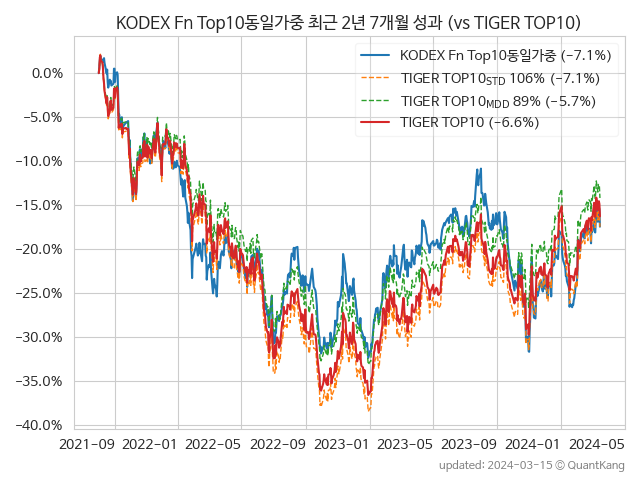 KODEX Fn Top10동일가중 최근 2년 7개월 성과 (vs TIGER TOP10)
KODEX Fn Top10동일가중 (−7.1%)
TIGER TOP10STD 106% (−7.1%)
TIGER TOP10MDD 89% (−5.7%)
TIGER TOP10 (−6.6%)
0.0%
−5.0%
−10.0%
−15.0%
−20.0%
−25.0%
−30.0%
−35.0%
−40.0%
2021-09 2022-01 2022-05 2022-09 2023-01 2023-05 2023-09 2024-01 2024-05
updated: 2024-03-15 © QuantKang